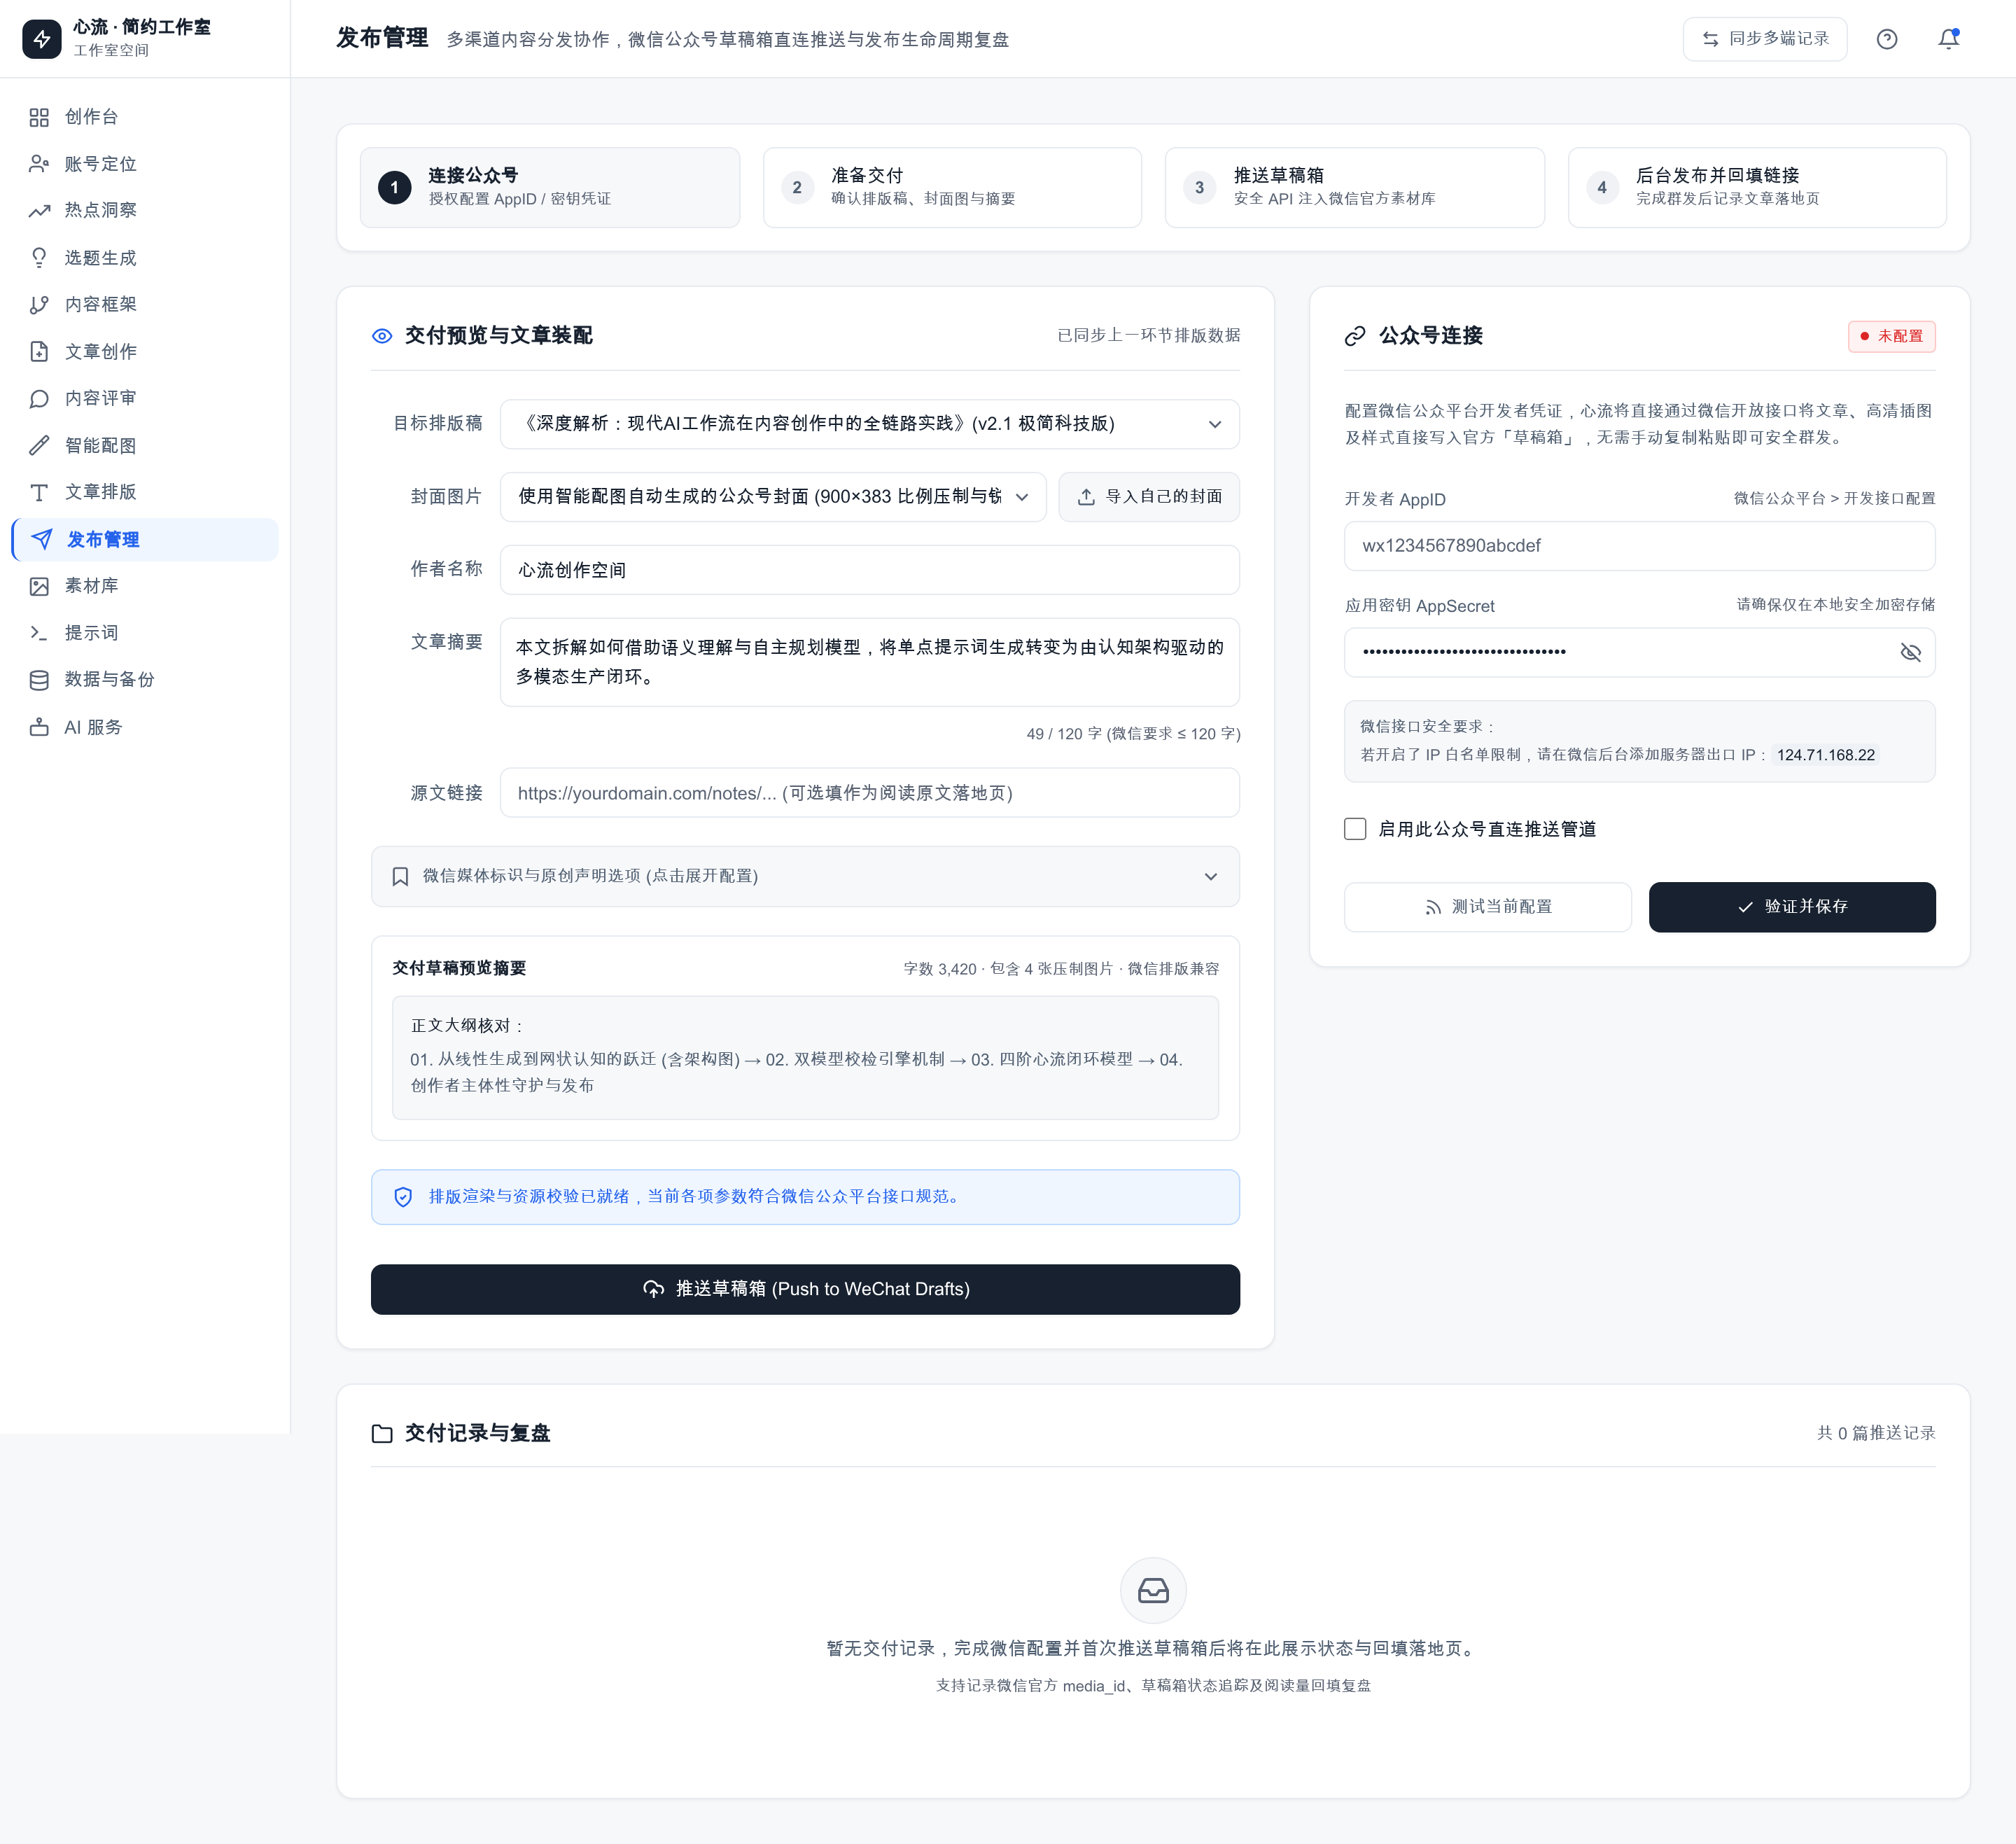 心流 · 简约工作室
工作室空间
创作台
账号定位
热点洞察
选题生成
内容框架
文章创作
内容评审
智能配图
文章排版
发布管理
素材库
提示词
数据与备份
AI 服务
发布管理 多渠道内容分发协作，微信公众号草稿箱直连推送与发布生命周期复盘
同步多端记录
1 连接公众号
授权配置 AppID / 密钥凭证
2 准备交付
确认排版稿、封面图与摘要
3 推送草稿箱
安全 API 注入微信官方素材库
4 后台发布并回填链接
完成群发后记录文章落地页
交付预览与文章装配 已同步上一环节排版数据
目标排版稿 《深度解析：现代AI工作流在内容创作中的全链路实践》(v2.1 极简科技版)
封面图片 使用智能配图自动生成的公众号封面 (900×383 比例压制与锐 导入自己的封面
作者名称 心流创作空间
文章摘要 本文拆解如何借助语义理解与自主规划模型，将单点提示词生成转变为由认知架构驱动的
多模态生产闭环。
49 / 120 字 (微信要求 ≤ 120 字)
源文链接 https://yourdomain.com/notes/... (可选填作为阅读原文落地页)
微信媒体标识与原创声明选项 (点击展开配置)
交付草稿预览摘要 字数 3,420 · 包含 4 张压制图片 · 微信排版兼容
正文大纲核对：
01. 从线性生成到网状认知的跃迁 (含架构图) → 02. 双模型校检引擎机制 → 03. 四阶心流闭环模型 → 04.
创作者主体性守护与发布
排版渲染与资源校验已就绪，当前各项参数符合微信公众平台接口规范。
推送草稿箱 (Push to WeChat Drafts)
公众号连接 未配置
配置微信公众平台开发者凭证，心流将直接通过微信开放接口将文章、高清插图
及样式直接写入官方「草稿箱」，无需手动复制粘贴即可安全群发。
开发者 AppID 微信公众平台 > 开发接口配置
wx1234567890abcdef
应用密钥 AppSecret 请确保仅在本地安全加密存储
••••••••••••••••••••••••••••••••
微信接口安全要求：
若开启了 IP 白名单限制，请在微信后台添加服务器出口 IP：124.71.168.22
启用此公众号直连推送管道
测试当前配置 验证并保存
交付记录与复盘 共 0 篇推送记录
暂无交付记录，完成微信配置并首次推送草稿箱后将在此展示状态与回填落地页。
支持记录微信官方 media_id、草稿箱状态追踪及阅读量回填复盘